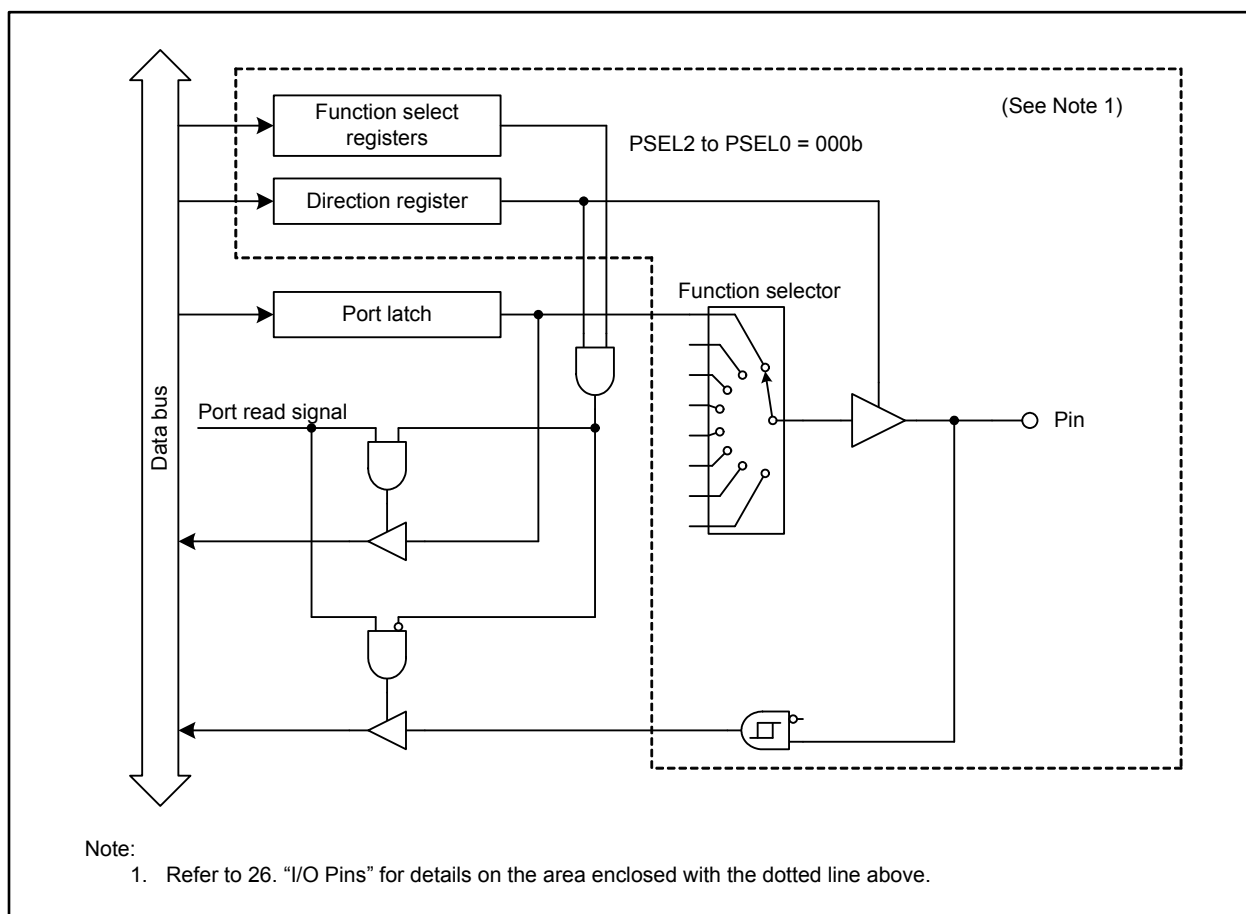 (See Note 1)
Function select
registers
PSEL2 to PSEL0 = 000b
Direction register
Function selector
Port latch
Data bus
Port read signal
Pin
Note:
1. Refer to 26. “I/O Pins” for details on the area enclosed with the dotted line above.